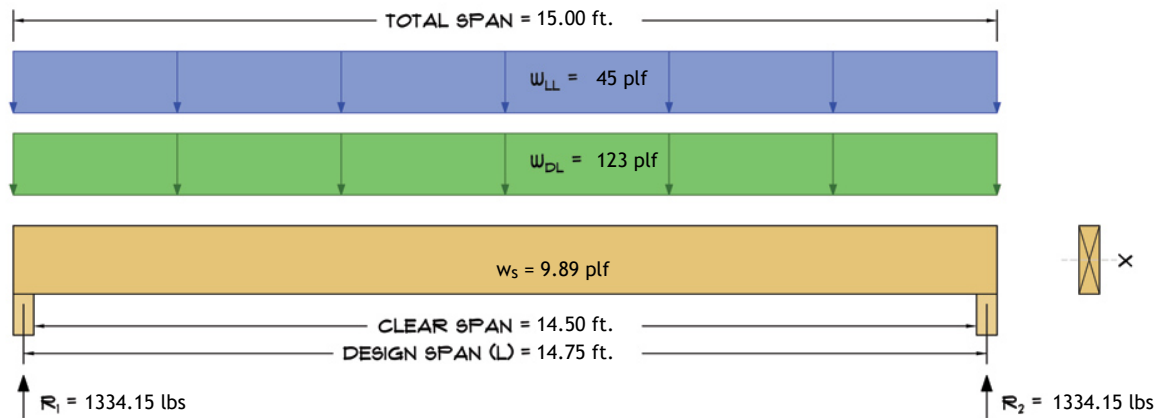 TOTAL SPAN = 15.00 ft.
WLL = 45 plf
WDL = 123 plf
ws = 9.89 plf
X
CLEAR SPAN = 14.50 ft.
DESIGN SPAN (L) = 14.75 ft.
R1 = 1334.15 lbs
R2 = 1334.15 lbs